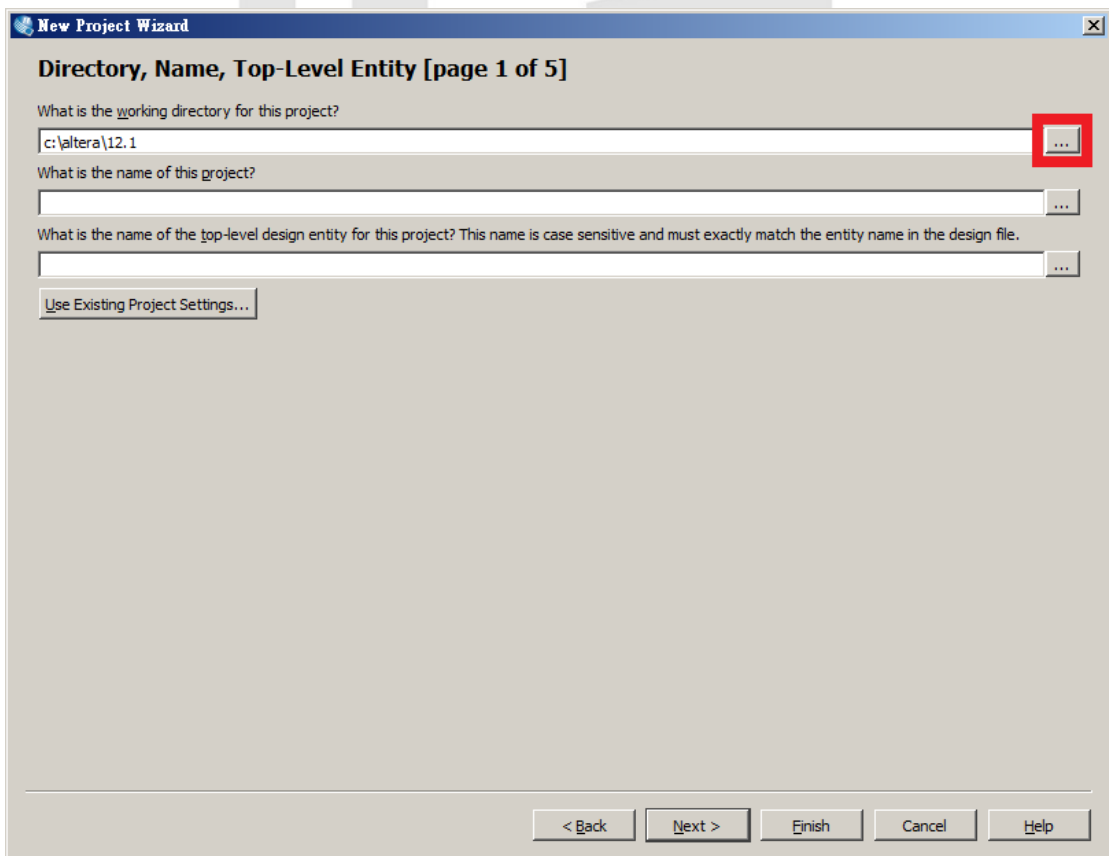 New Project Wizard
Directory, Name, Top-Level Entity [page 1 of 5]
What is the working directory for this project?
c:\altera\12.1
...
What is the name of this project?
...
What is the name of the top-level design entity for this project? This name is case sensitive and must exactly match the entity name in the design file.
...
Use Existing Project Settings...
< Back Next > Finish Cancel Help